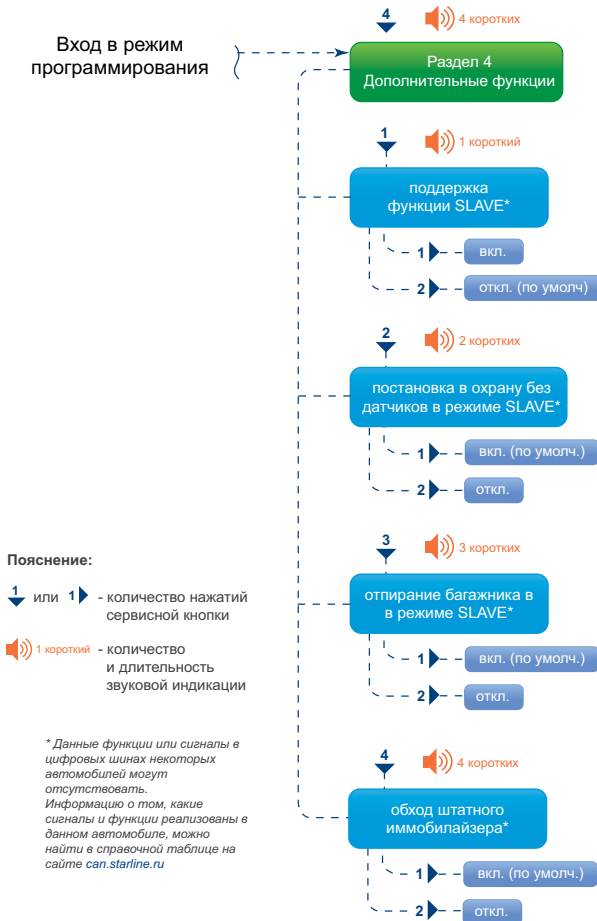 4
4 коротких
Вход в режим
программирования
Раздел 4
Дополнительные функции
1
1 короткий
поддержка
функции SLAVE*
1
вкл.
2
откл. (по умолч)
2
2 коротких
постановка в охрану без
датчиков в режиме SLAVE*
1
вкл. (по умолч.)
2
откл.
3
3 коротких
отпирание багажника в
в режиме SLAVE*
1
вкл. (по умолч.)
2
откл.
Пояснение:
1 или 1 - количество нажатий
сервисной кнопки
1 короткий - количество
и длительность
звуковой индикации
* Данные функции или сигналы в
цифровых шинах некоторых
автомобилей могут
отсутствовать.
Информацию о том, какие
сигналы и функции реализованы в
данном автомобиле, можно
найти в справочной таблице на
сайте can.starline.ru
4
4 коротких
обход штатного
иммобилайзера*
1
вкл. (по умолч.)
2
откл.